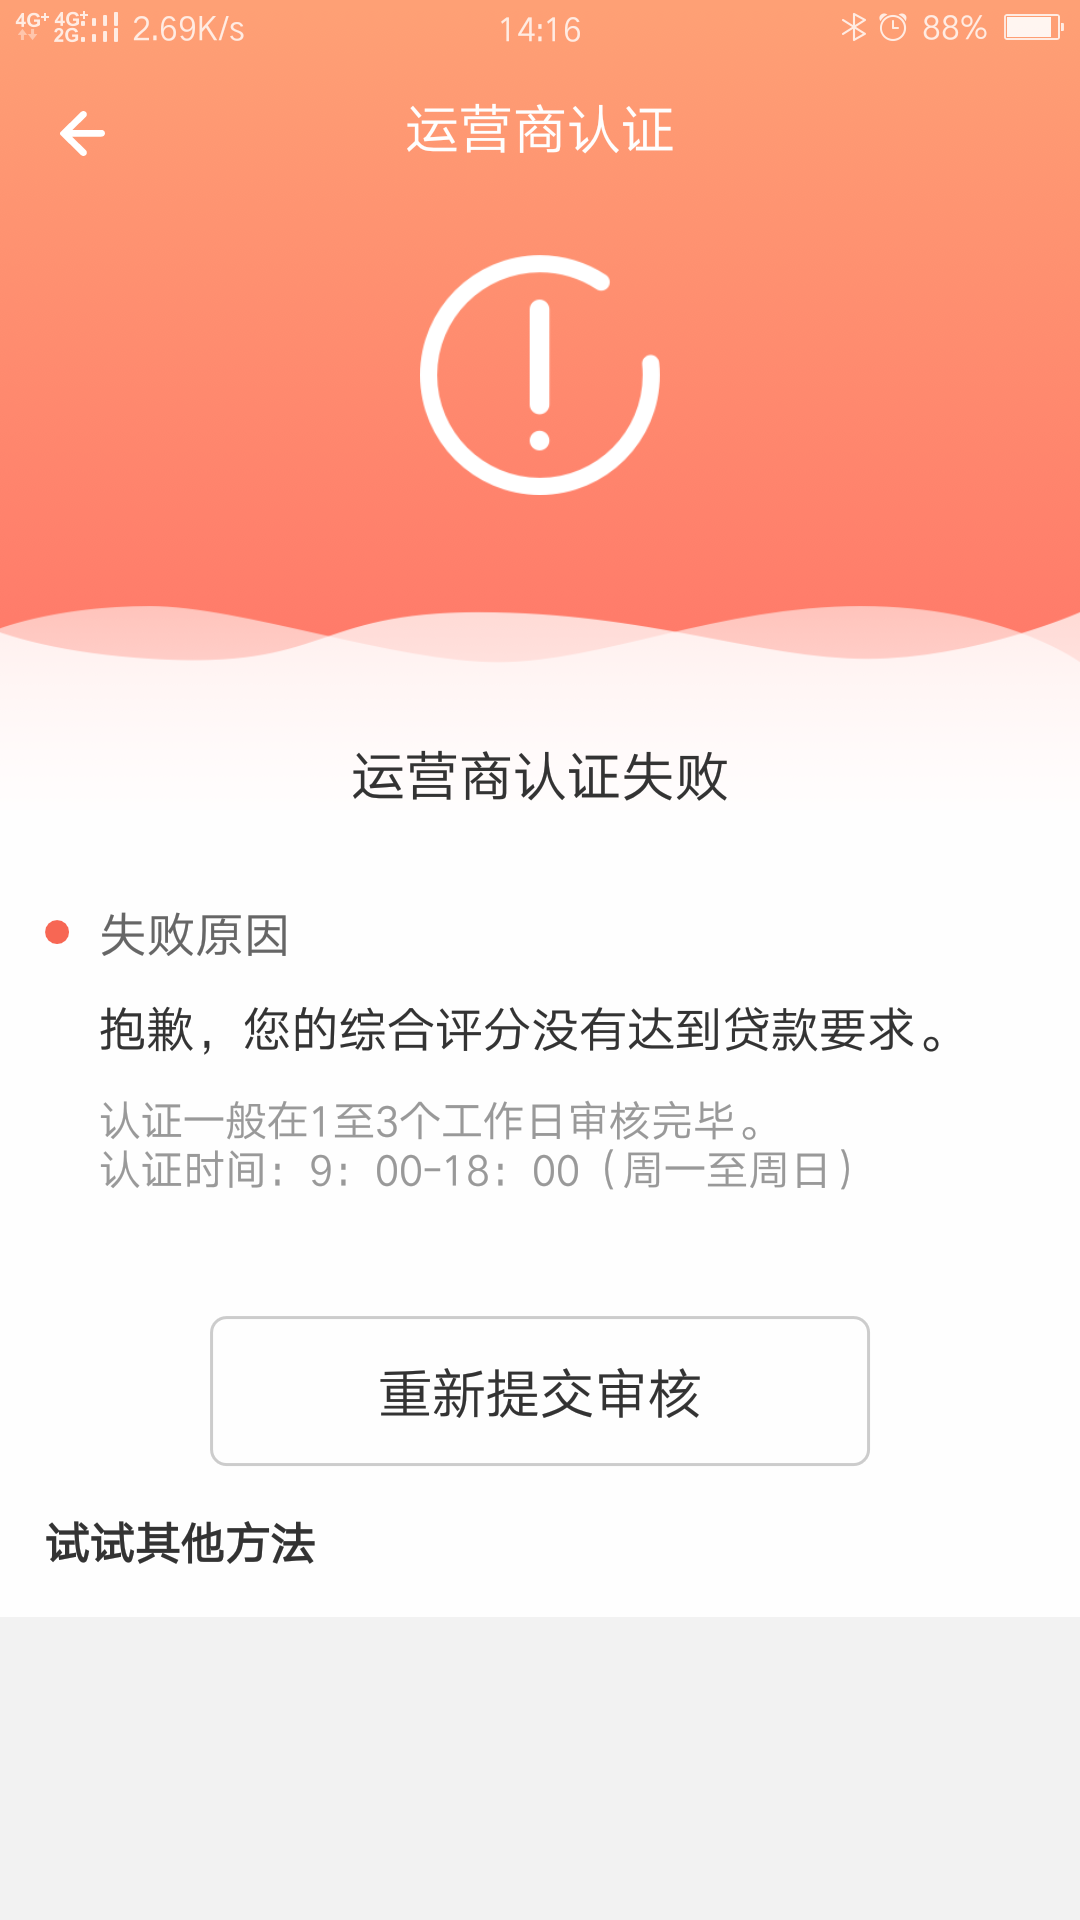 4G+ 4G+ 2G 2.69K/s 14:16 88%
运营商认证
运营商认证失败
失败原因
抱歉，您的综合评分没有达到贷款要求。
认证一般在1至3个工作日审核完毕。
认证时间：9：00-18：00（周一至周日）
重新提交审核
试试其他方法